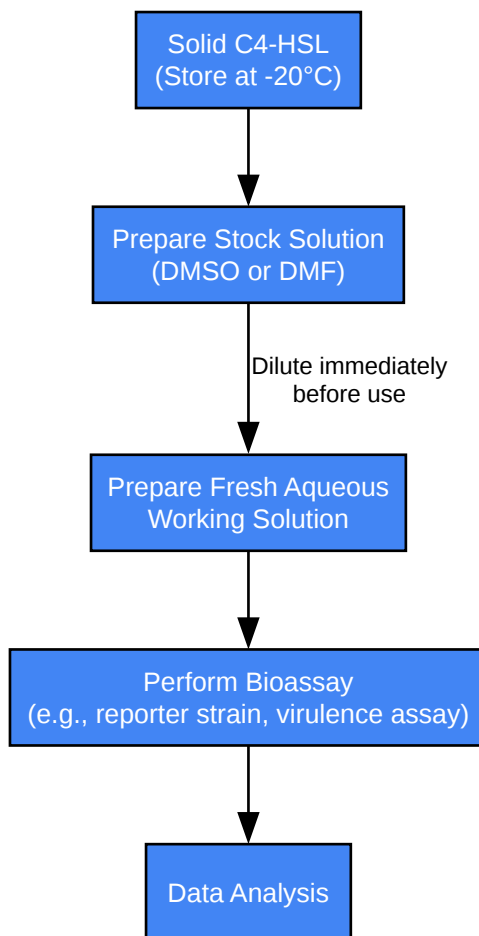 Solid C4-HSL
(Store at -20°C)
Prepare Stock Solution
(DMSO or DMF)
Dilute immediately
before use
Prepare Fresh Aqueous
Working Solution
Perform Bioassay
(e.g., reporter strain, virulence assay)
Data Analysis